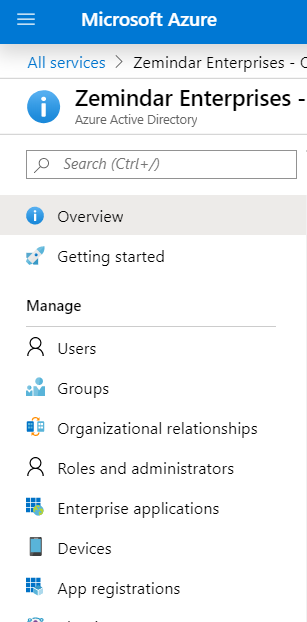 Microsoft Azure
All services > Zemindar Enterprises -
Zemindar Enterprises -
Azure Active Directory
Search (Ctrl+/)
Overview
Getting started
Manage
Users
Groups
Organizational relationships
Roles and administrators
Enterprise applications
Devices
App registrations